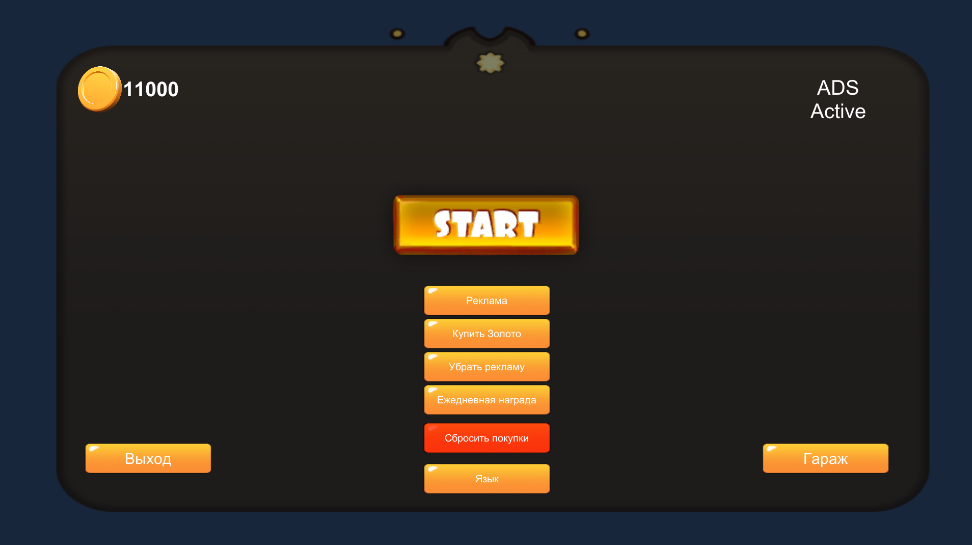 11000
ADS
Active
START
Реклама
Купить Золото
Убрать рекламу
Ежедневная награда
Сбросить покупки
Выход
Гараж
Язык